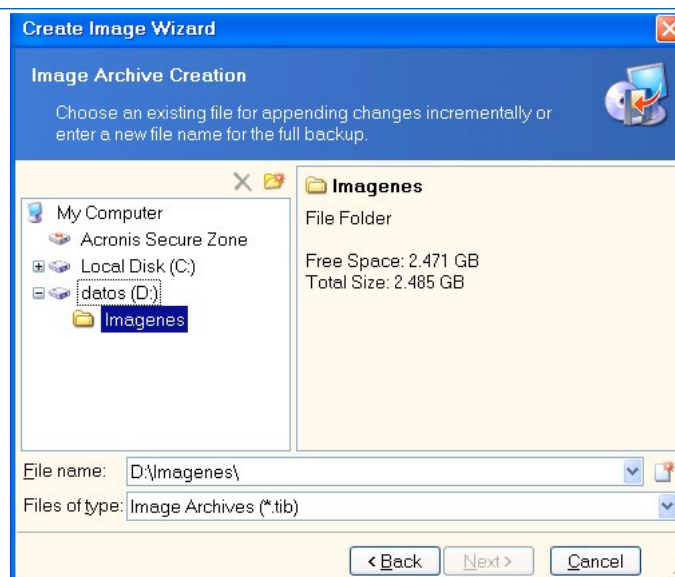 Create Image Wizard
Image Archive Creation
Choose an existing file for appending changes incrementally or
enter a new file name for the full backup.
My Computer
Acronis Secure Zone
Local Disk (C:)
datos (D:)
Imagenes
Imagenes
File Folder
Free Space: 2.471 GB
Total Size: 2.485 GB
File name: D:\Imagenes\
Files of type: Image Archives (*.tib)
< Back Next > Cancel